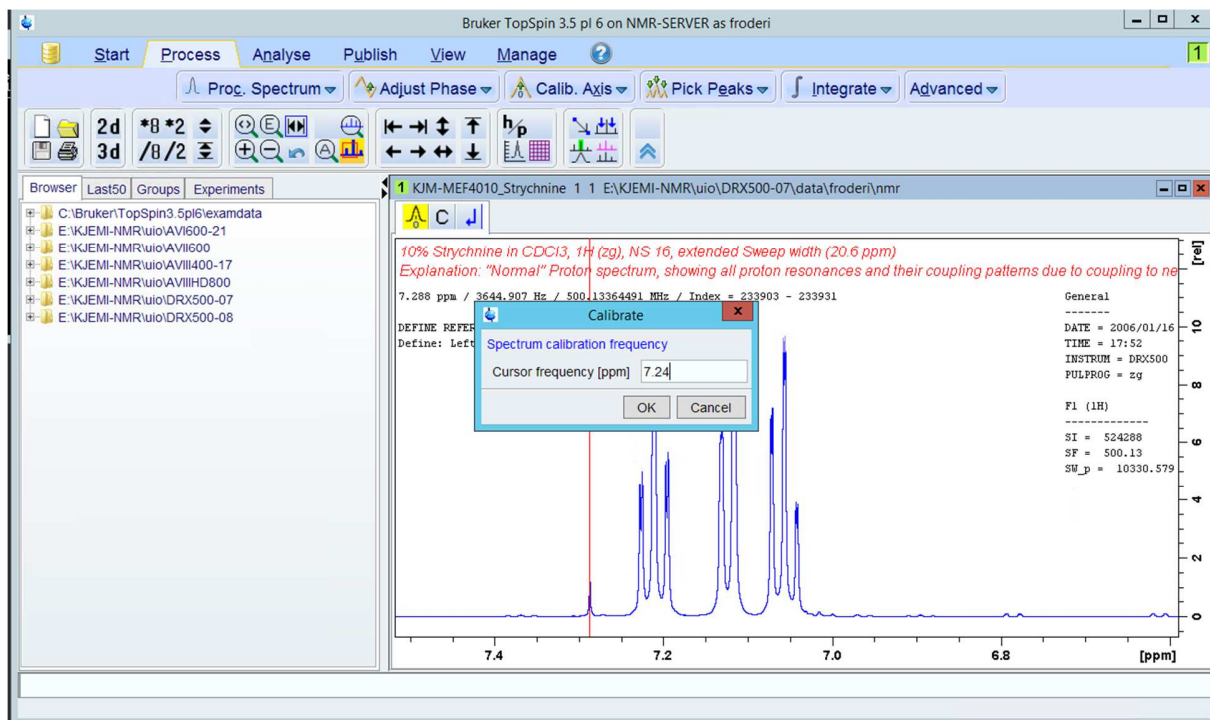 Bruker TopSpin 3.5 pl 6 on NMR-SERVER as froderi
Start Process Analyse Publish View Manage ? 1
Proc. Spectrum Adjust Phase Calib. Axis Pick Peaks Integrate Advanced
2d *8 *2 E h/p
3d /8 /2 A
Browser Last50 Groups Experiments
C:\Bruker\TopSpin3.5pl6\examdata
E:\KJEMI-NMR\uio\AVI600-21
E:\KJEMI-NMR\uio\AVII600
E:\KJEMI-NMR\uio\AVIII400-17
E:\KJEMI-NMR\uio\AVIIIHD800
E:\KJEMI-NMR\uio\DRX500-07
E:\KJEMI-NMR\uio\DRX500-08
1 KJM-MEF4010_Strychnine 1 1 E:\KJEMI-NMR\uio\DRX500-07\data\froderi\nmr
C
10% Strychnine in CDCl3, 1H (zg), NS 16, extended Sweep width (20.6 ppm)
Explanation: "Normal" Proton spectrum, showing all proton resonances and their coupling patterns due to coupling to ne
7.288 ppm / 3644.907 Hz / 500.13364491 MHz / Index = 233903 - 233931
DEFINE REFER
Define: Left
Calibrate
Spectrum calibration frequency
Cursor frequency [ppm] 7.24
OK Cancel
General
-------
DATE = 2006/01/16
TIME = 17:52
INSTRUM = DRX500
PULPROG = zg
F1 (1H)
-------------
SI = 524288
SF = 500.13
SW_p = 10330.579
[rel]
10
8
6
4
2
0
7.4 7.2 7.0 6.8 [ppm]